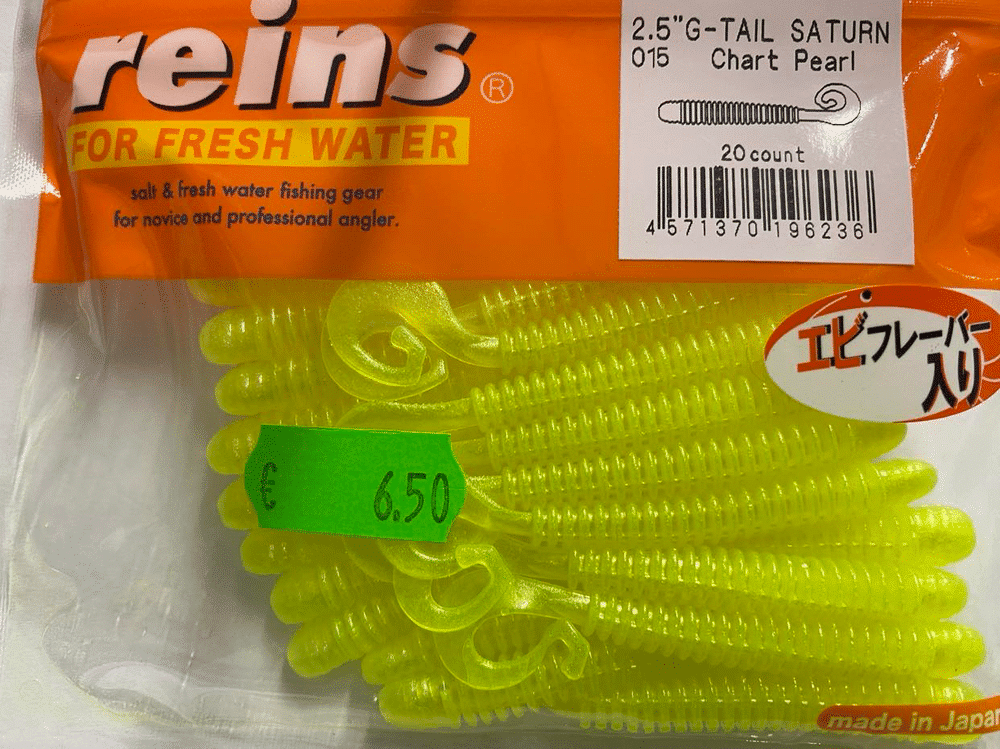 reins®
FOR FRESH WATER
salt & fresh water fishing gear
for novice and professional angler.
2.5"G-TAIL SATURN
015 Chart Pearl
20count
4 571370 196236
エビフレーバー
入り
€ 6.50
made in Japan